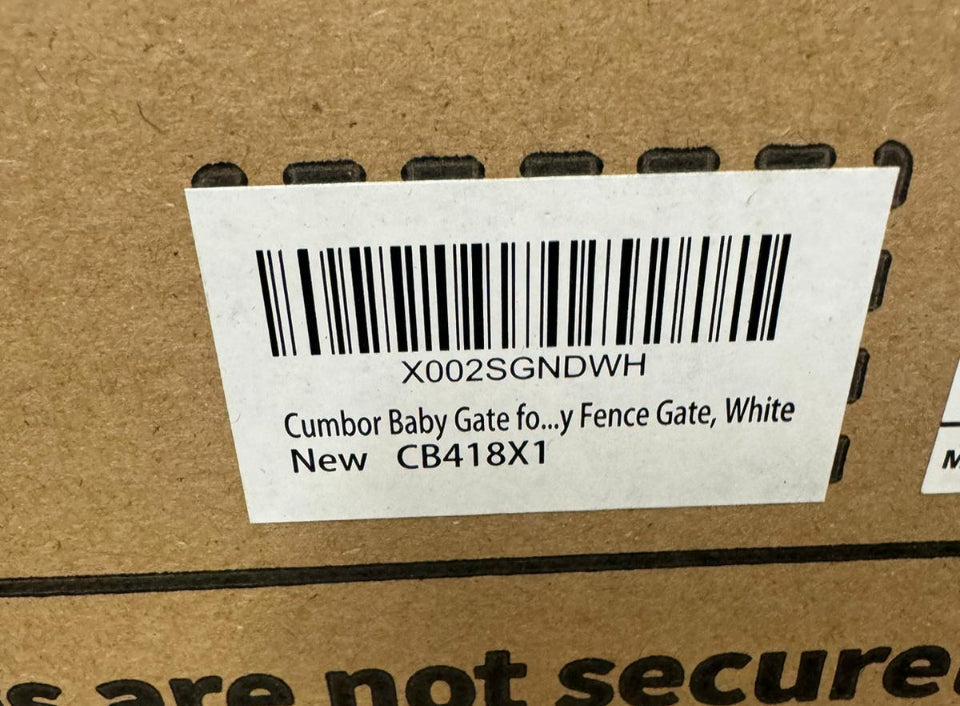 X002SGNDWH
Cumbor Baby Gate fo...y Fence Gate, White
New CB418X1
are not secure